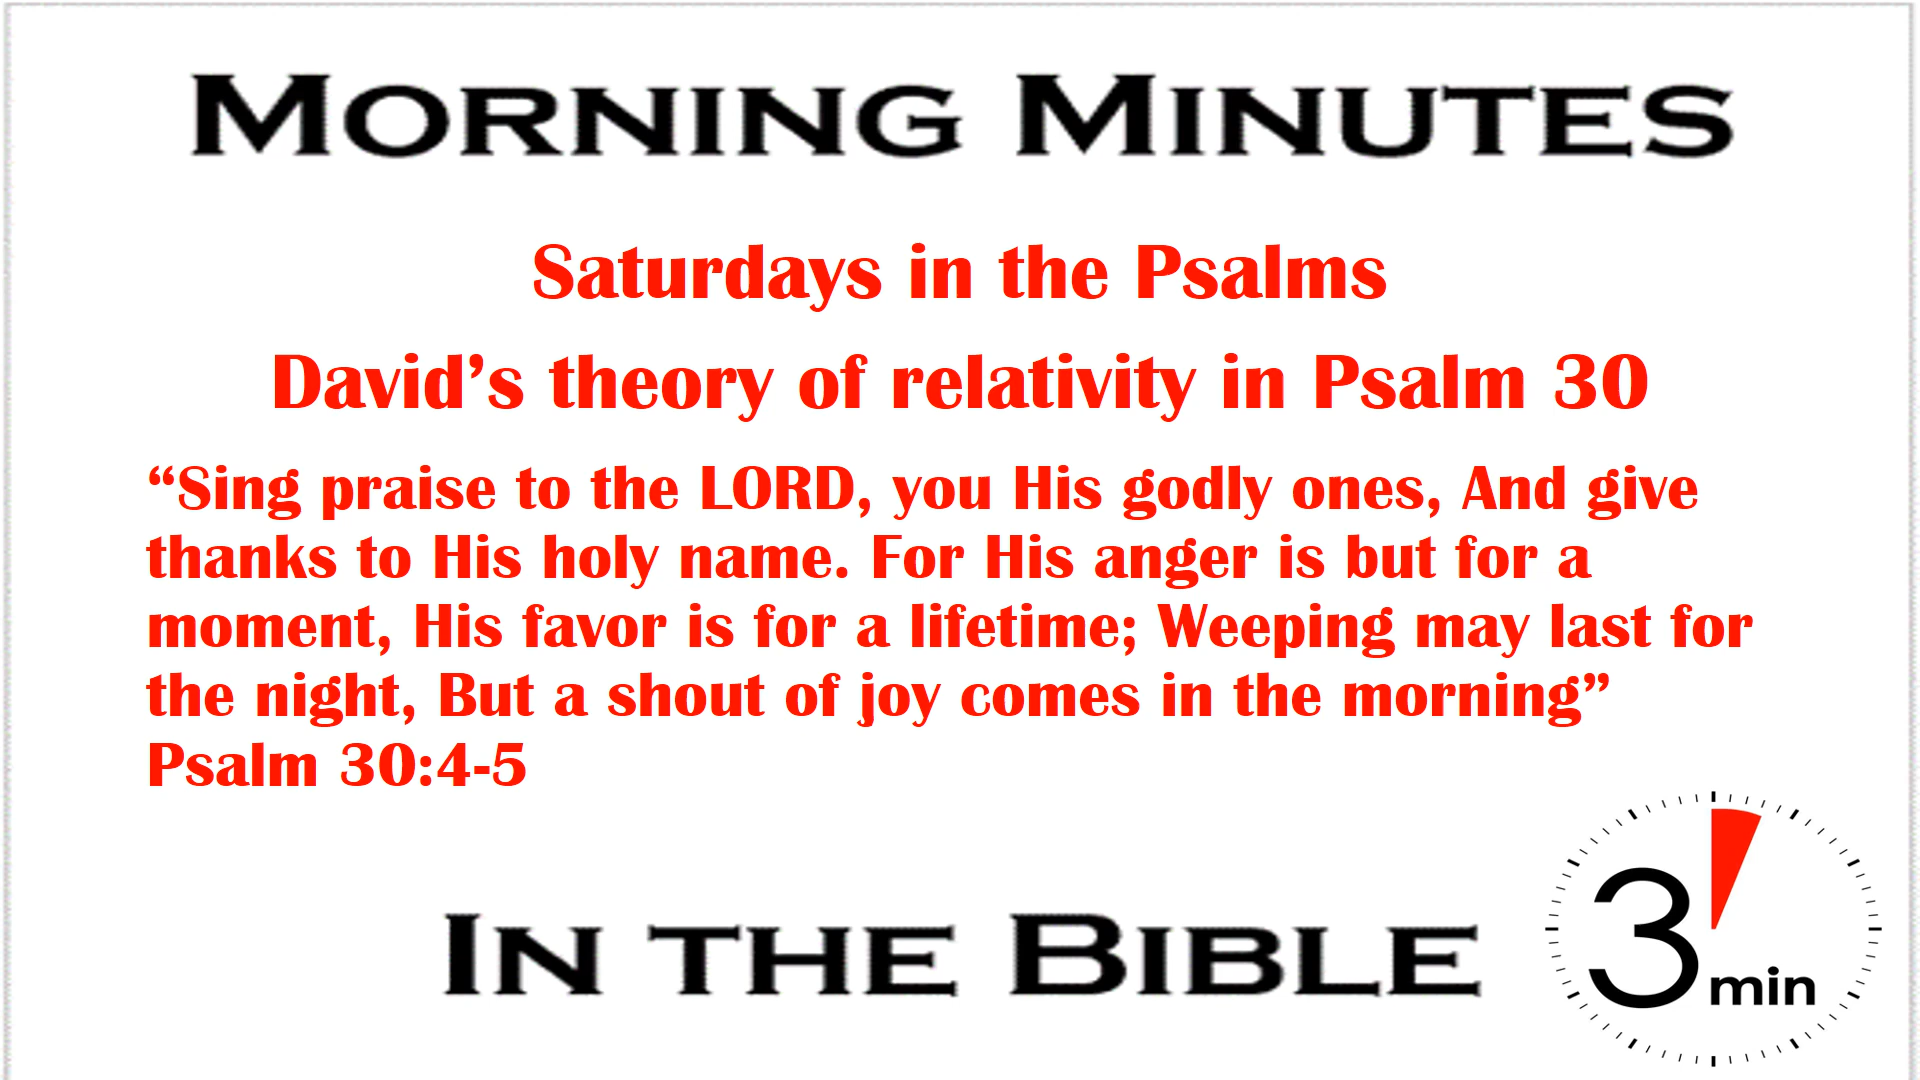 MORNING MINUTES
Saturdays in the Psalms
David’s theory of relativity in Psalm 30
“Sing praise to the LORD, you His godly ones, And give
thanks to His holy name. For His anger is but for a
moment, His favor is for a lifetime; Weeping may last for
the night, But a shout of joy comes in the morning”
Psalm 30:4-5
IN THE BIBLE
3 min